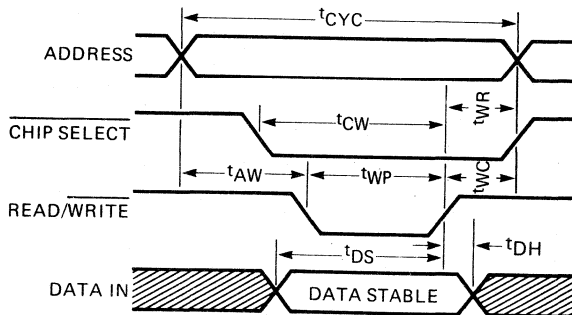 tCYC
ADDRESS
tWR
CHIP SELECT
tCW
tAW
tWP
tWC
READ/WRITE
tDS
tDH
DATA IN
DATA STABLE